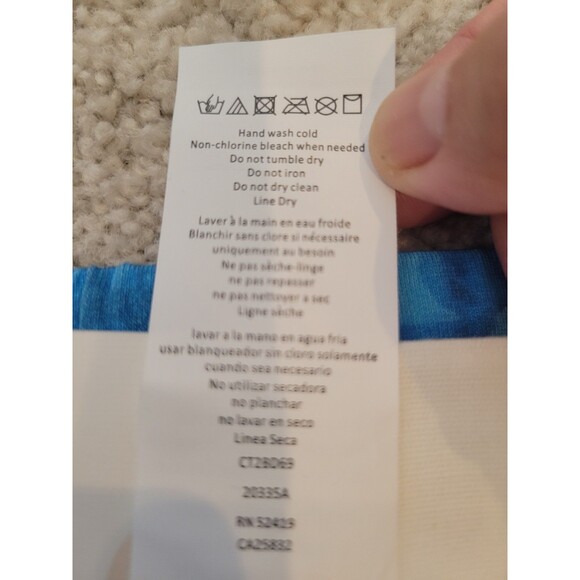 Hand wash cold
Non-chlorine bleach when needed
Do not tumble dry
Do not iron
Do not dry clean
Line Dry
Laver à la main en eau froide
Blanchir sans clore si nécessaire
uniquement au besoin
Ne pas sèche-linge
ne pas repasser
ne pas nettoyer a sec
Ligne sèche
lavar a la mano en agua fria
usar blanqueador sin cloro solamente
cuando sea necesario
No utilizar secadora
no planchar
no lavar en seco
Linea Seca
CT2BD69
20335A
RN 52419
CA25832